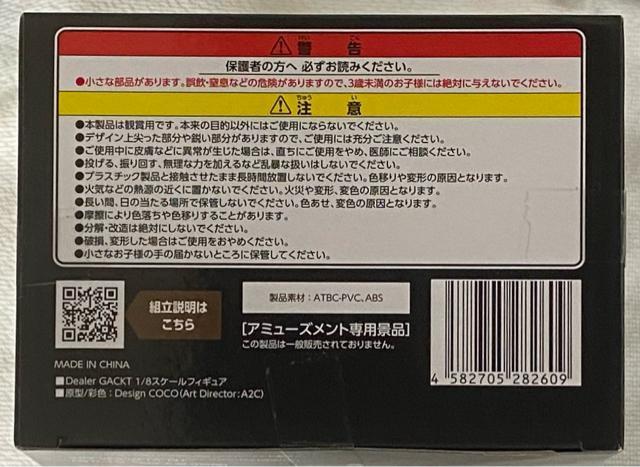 ⚠警告
保護者の方へ 必ずお読みください。
●小さな部品があります。誤飲・窒息などの危険がありますので、3歳未満のお子様には絶対に与えないでください。
⚠注意
●本製品は観賞用です。本来の目的以外にはご使用にならないでください。
●デザイン上尖った部分や鋭い部分がありますので、ご使用には充分ご注意ください。
●ご使用中に皮膚などに異常が生じた場合は、直ちにご使用をやめ、医師にご相談ください。
●投げる、振り回す、無理な力を加えるなど乱暴な扱いはしないでください。
●プラスチック製品と接触させたまま長時間放置しないでください。色移りや変形の原因となります。
●火気などの熱源の近くに置かないでください。火災や変形、変色の原因となります。
●長い間、日の当たる場所で保管しないでください。色あせ、変色の原因となります。
●摩擦により色落ちや色移りすることがあります。
●分解・改造は絶対にしないでください。
●破損、変形した場合はご使用をおやめください。
●小さなお子様の手の届かないところに保管してください。
組立説明は
こちら
製品素材:ATBC-PVC、ABS
[アミューズメント専用景品]
この製品は一般販売されておりません。
MADE IN CHINA
■Dealer GACKT 1/8スケールフィギュア
■原型/彩色:Design COCO(Art Director:A2C)
4 582705 282609